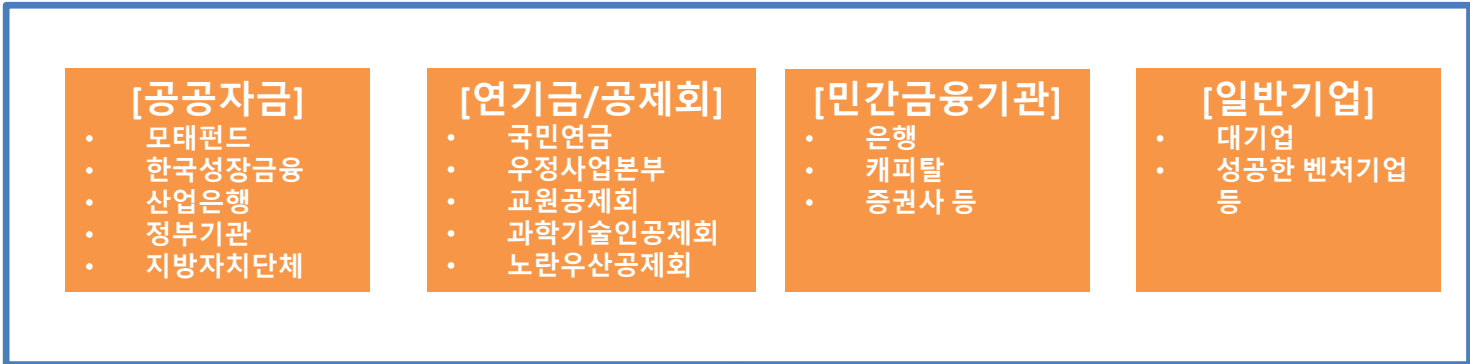 [공공자금]
• 모태펀드
• 한국성장금융
• 산업은행
• 정부기관
• 지방자치단체
[연기금/공제회]
• 국민연금
• 우정사업본부
• 교원공제회
• 과학기술인공제회
• 노란우산공제회
[민간금융기관]
• 은행
• 캐피탈
• 증권사 등
[일반기업]
• 대기업
• 성공한 벤처기업
등